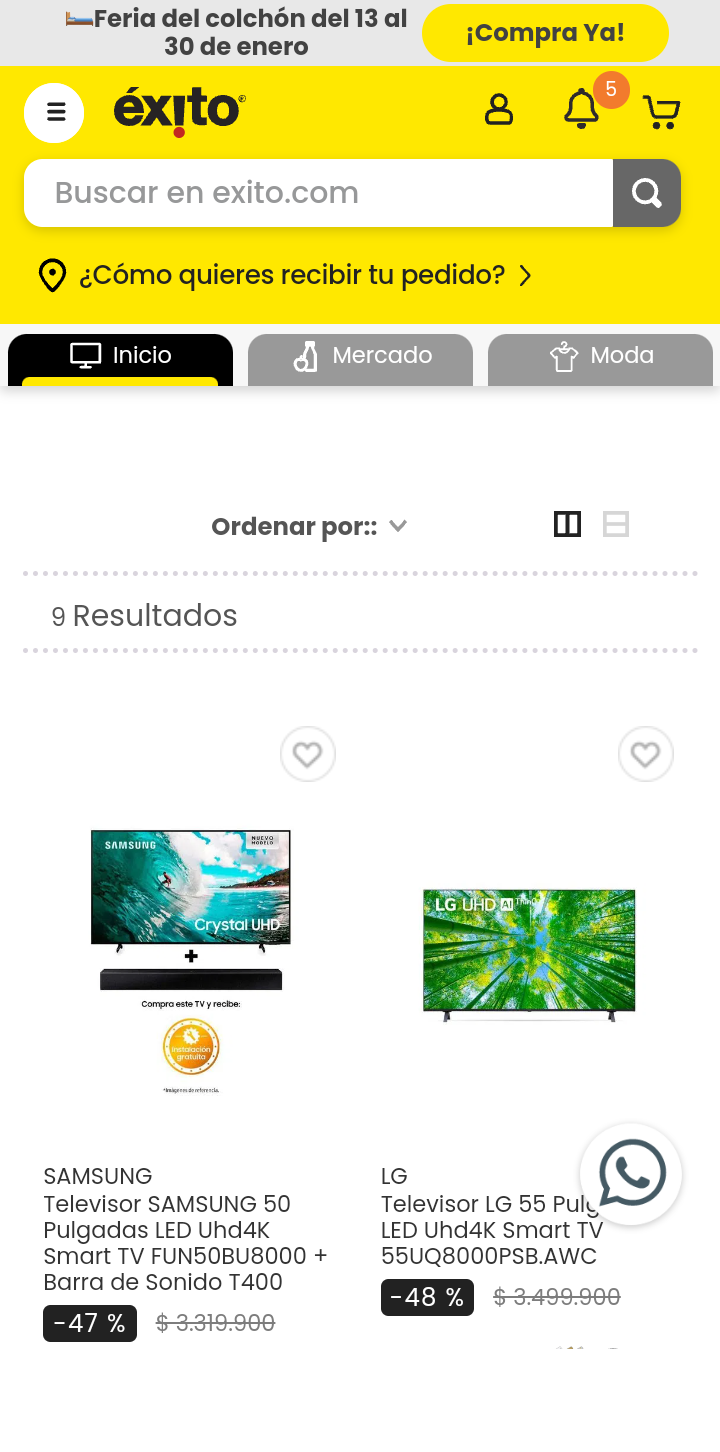 Feria del colchón del 13 al
30 de enero
¡Compra Ya!
éxito
5
Buscar en exito.com
¿Cómo quieres recibir tu pedido?
Inicio
Mercado
Moda
Ordenar por::
9 Resultados
SAMSUNG
NUEVO
MODELO
Crystal UHD
+
Compra este TV y recibe:
Instalación
gratuita
*Imágenes de referencia.
LG UHD AI ThinQ
SAMSUNG
Televisor SAMSUNG 50
Pulgadas LED Uhd4K
Smart TV FUN50BU8000 +
Barra de Sonido T400
-47 % $ 3.319.900
LG
Televisor LG 55 Pulg
LED Uhd4K Smart TV
55UQ8000PSB.AWC
-48 % $ 3.499.900